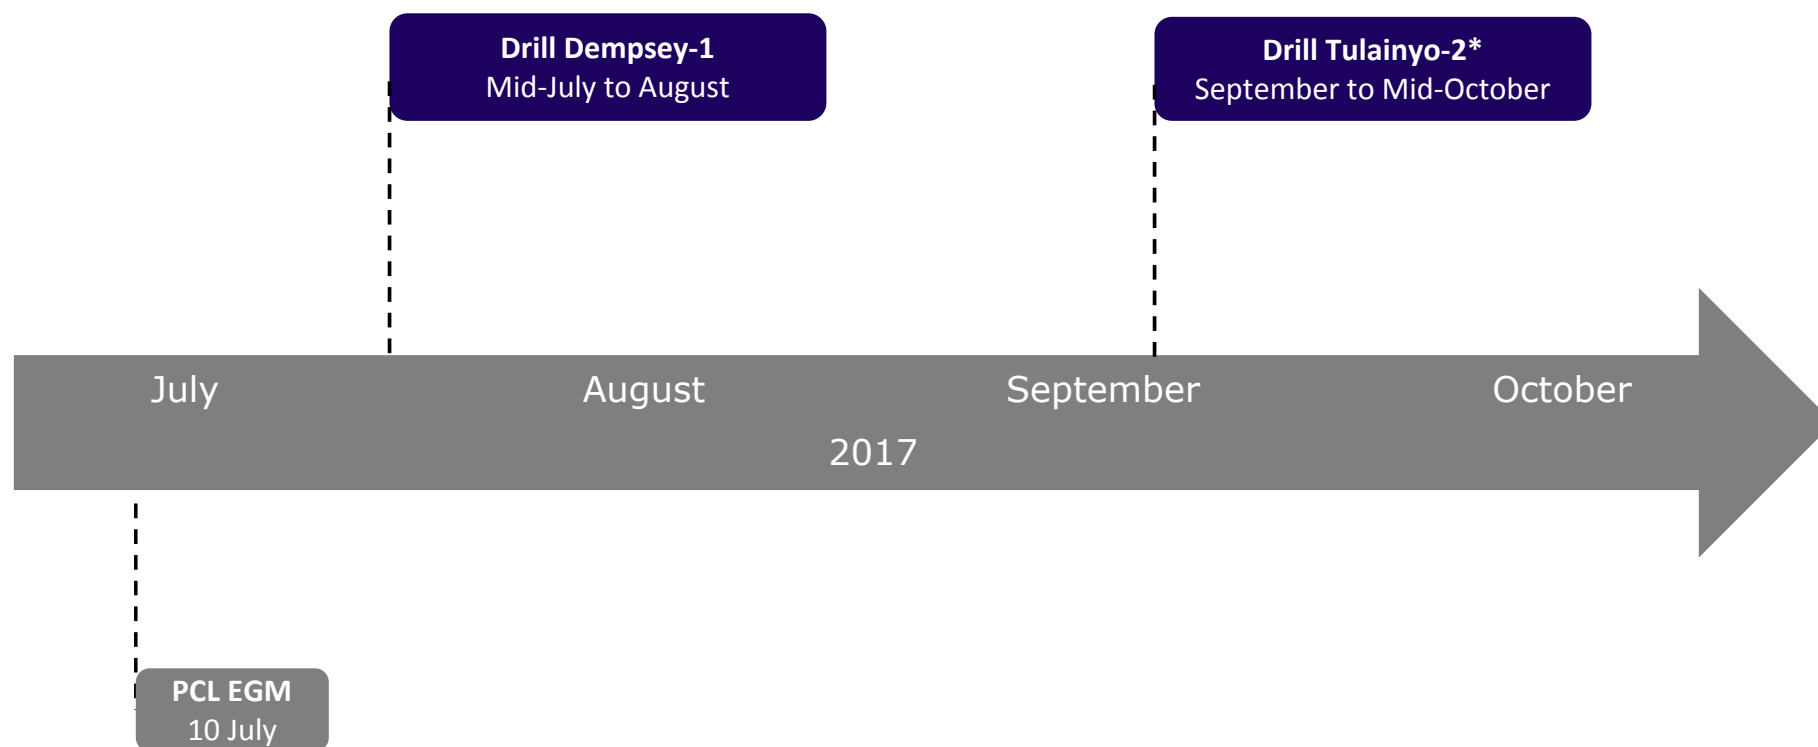 Drill Dempsey-1
Mid-July to August
Drill Tulainyo-2*
September to Mid-October
July
August
September
October
2017
PCL EGM
10 July